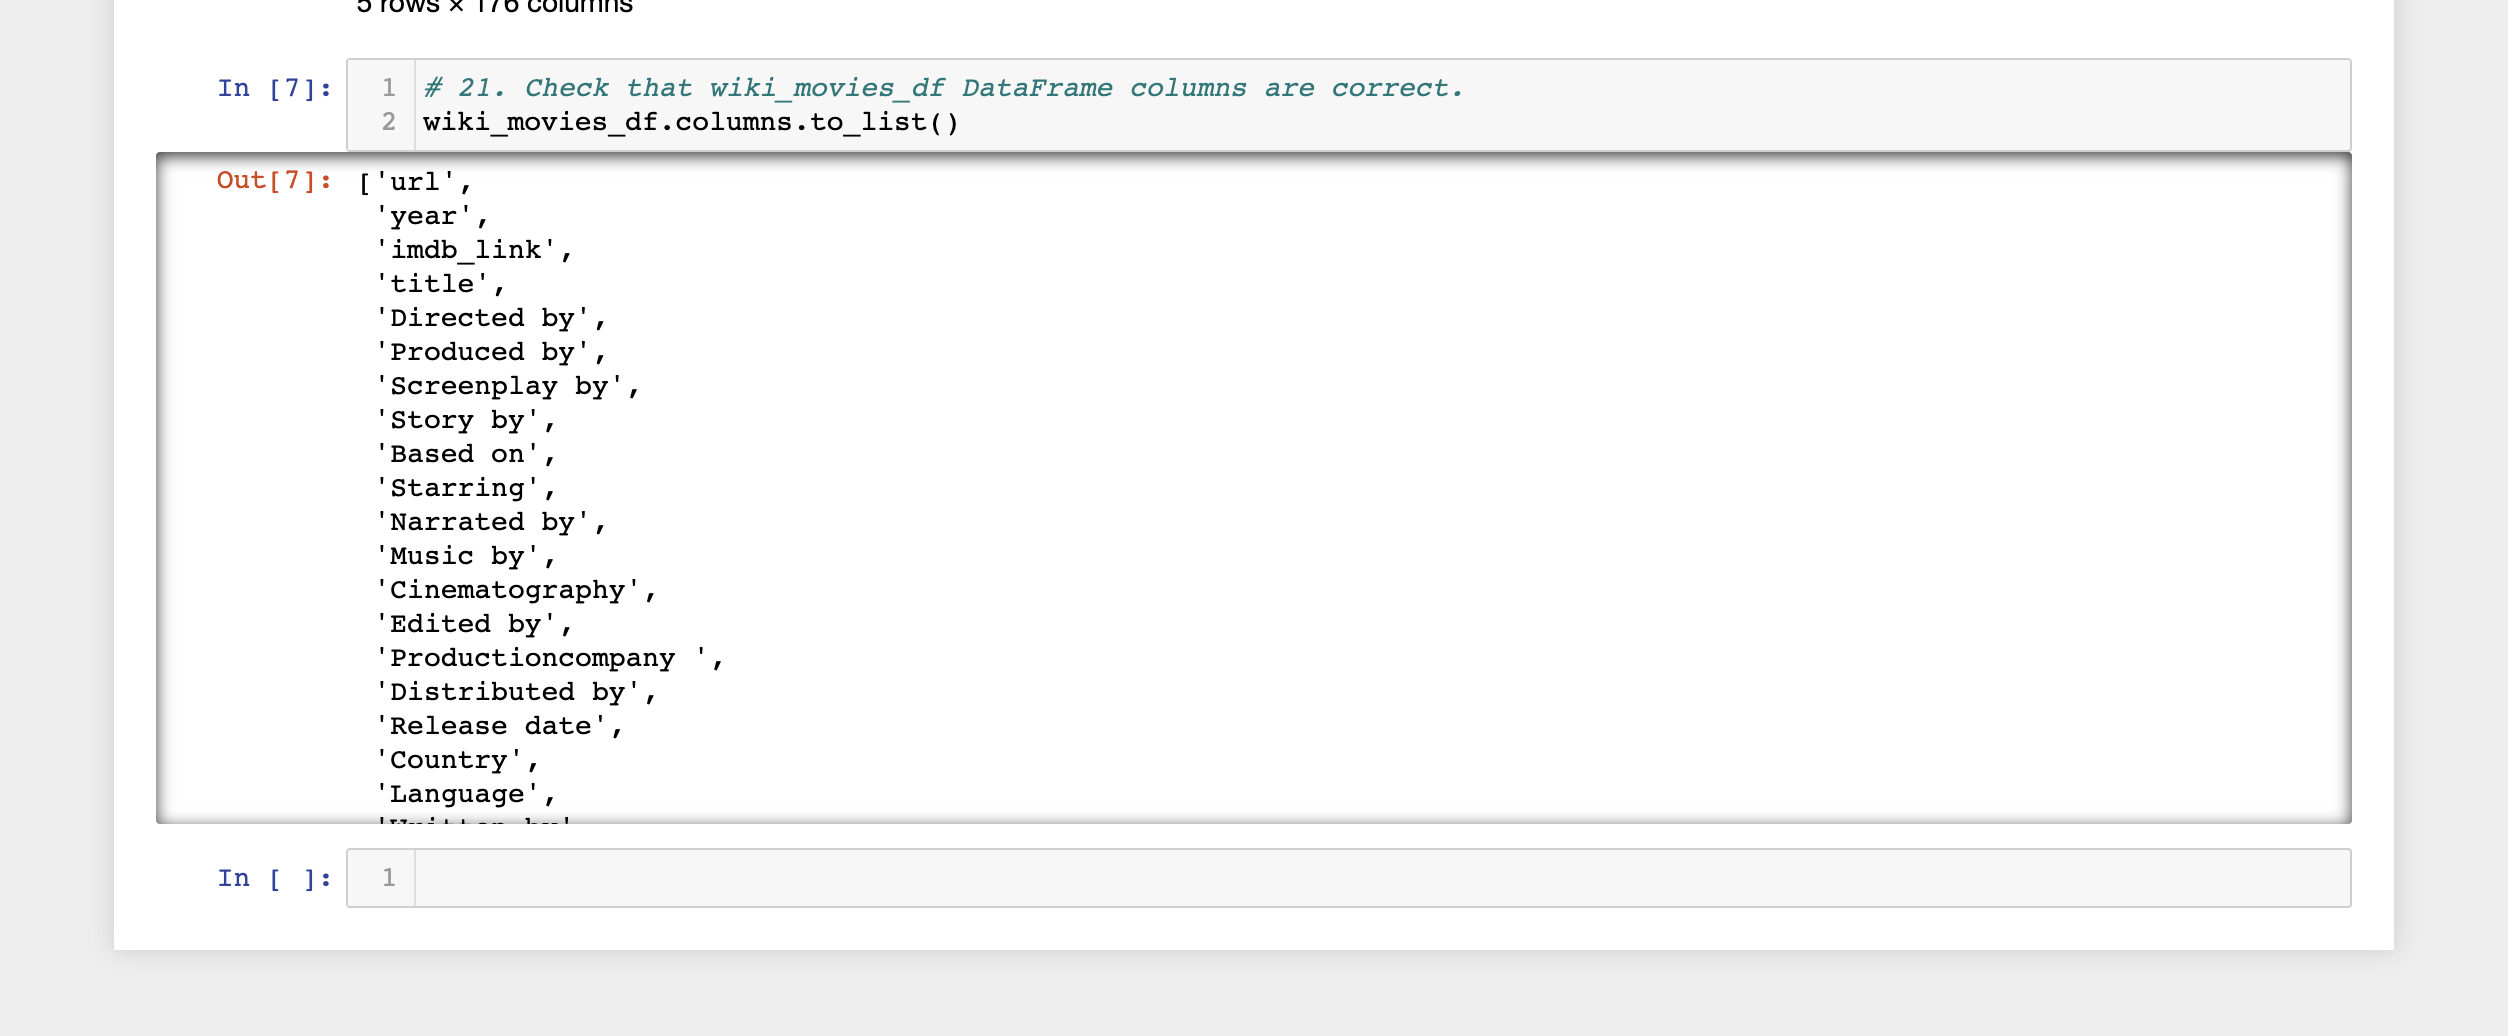 5 rows × 176 columns
In [7]:
1 # 21. Check that wiki_movies_df DataFrame columns are correct.
2 wiki_movies_df.columns.to_list()
Out[7]: ['url',
'year',
'imdb_link',
'title',
'Directed by',
'Produced by',
'Screenplay by',
'Story by',
'Based on',
'Starring',
'Narrated by',
'Music by',
'Cinematography',
'Edited by',
'Productioncompany ',
'Distributed by',
'Release date',
'Country',
'Language',
'Written by'
In [ ]: 1